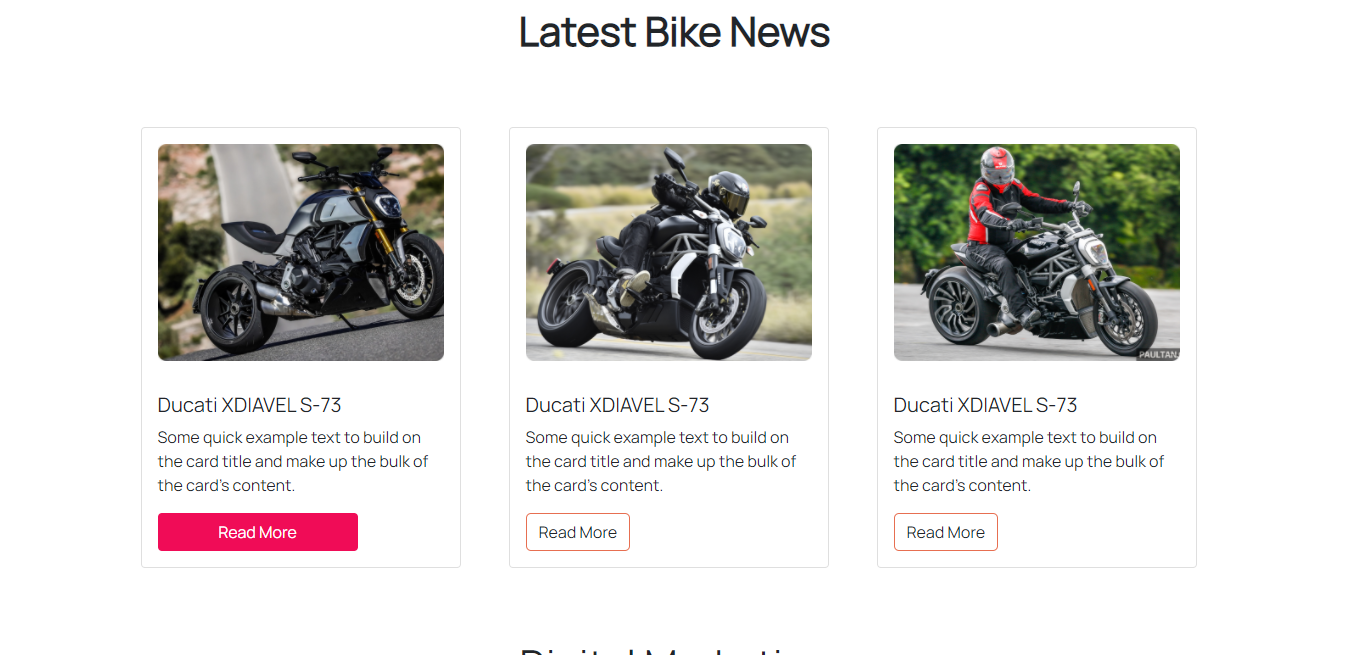 Latest Bike News
PAULTAN
Ducati XDIAVEL S-73
Some quick example text to build on
the card title and make up the bulk of
the card's content.
Read More
Ducati XDIAVEL S-73
Some quick example text to build on
the card title and make up the bulk of
the card's content.
Read More
Ducati XDIAVEL S-73
Some quick example text to build on
the card title and make up the bulk of
the card's content.
Read More